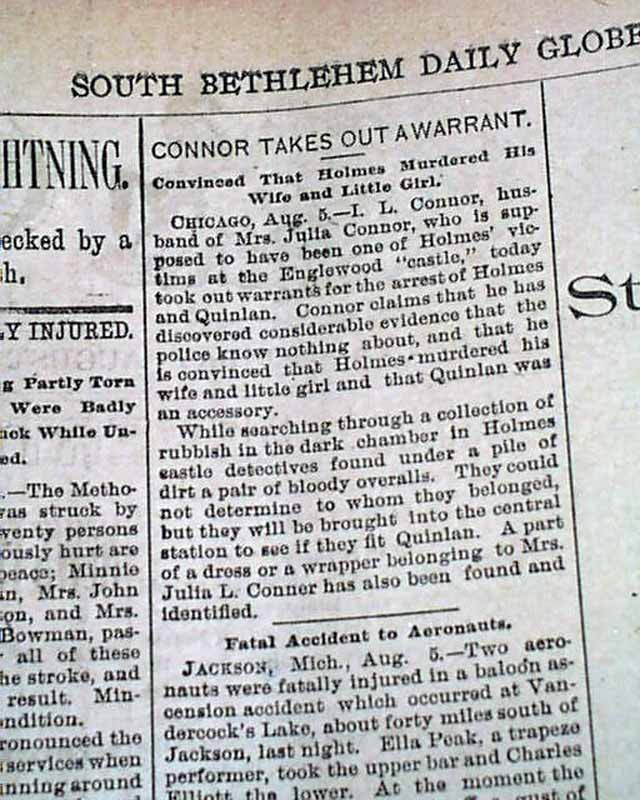 SOUTH BETHLEHEM DAILY GLOBE
HTNING.
ecked by a
h.
Y INJURED.
g Partly Torn
Were Badly
uck While Un-
ed.
.—The Metho-
was struck by
wenty persons
ously hurt are
peace; Minnie
n, Mrs. John
ton, and Mrs.
Bowman, pas-
all of these
he stroke, and
result. Min-
ndition.
ronounced the
services when
nning around
CONNOR TAKES OUT A WARRANT.
Convinced That Holmes Murdered His
Wife and Little Girl.
CHICAGO, Aug. 5.—I. L. Connor, hus-
band of Mrs. Julia Connor, who is sup-
posed to have been one of Holmes' vic-
tims at the Englewood "castle," today
took out warrants for the arrest of Holmes
and Quinlan. Connor claims that he has
discovered considerable evidence that the
police know nothing about, and that he
is convinced that Holmes murdered his
wife and little girl and that Quinlan was
an accessory.
While searching through a collection of
rubbish in the dark chamber in Holmes
castle detectives found under a pile of
dirt a pair of bloody overalls. They could
not determine to whom they belonged,
but they will be brought into the central
station to see if they fit Quinlan. A part
of a dress or a wrapper belonging to Mrs.
Julia L. Conner has also been found and
identified.
Fatal Accident to Aeronauts.
JACKSON, Mich., Aug. 5.—Two aero-
nauts were fatally injured in a baloon as-
cension accident which occurred at Van-
dercock's Lake, about forty miles south of
Jackson, last night. Ella Peak, a trapeze
performer, took the upper bar and Charles
Elliott the lower. At the moment the
gust of
St